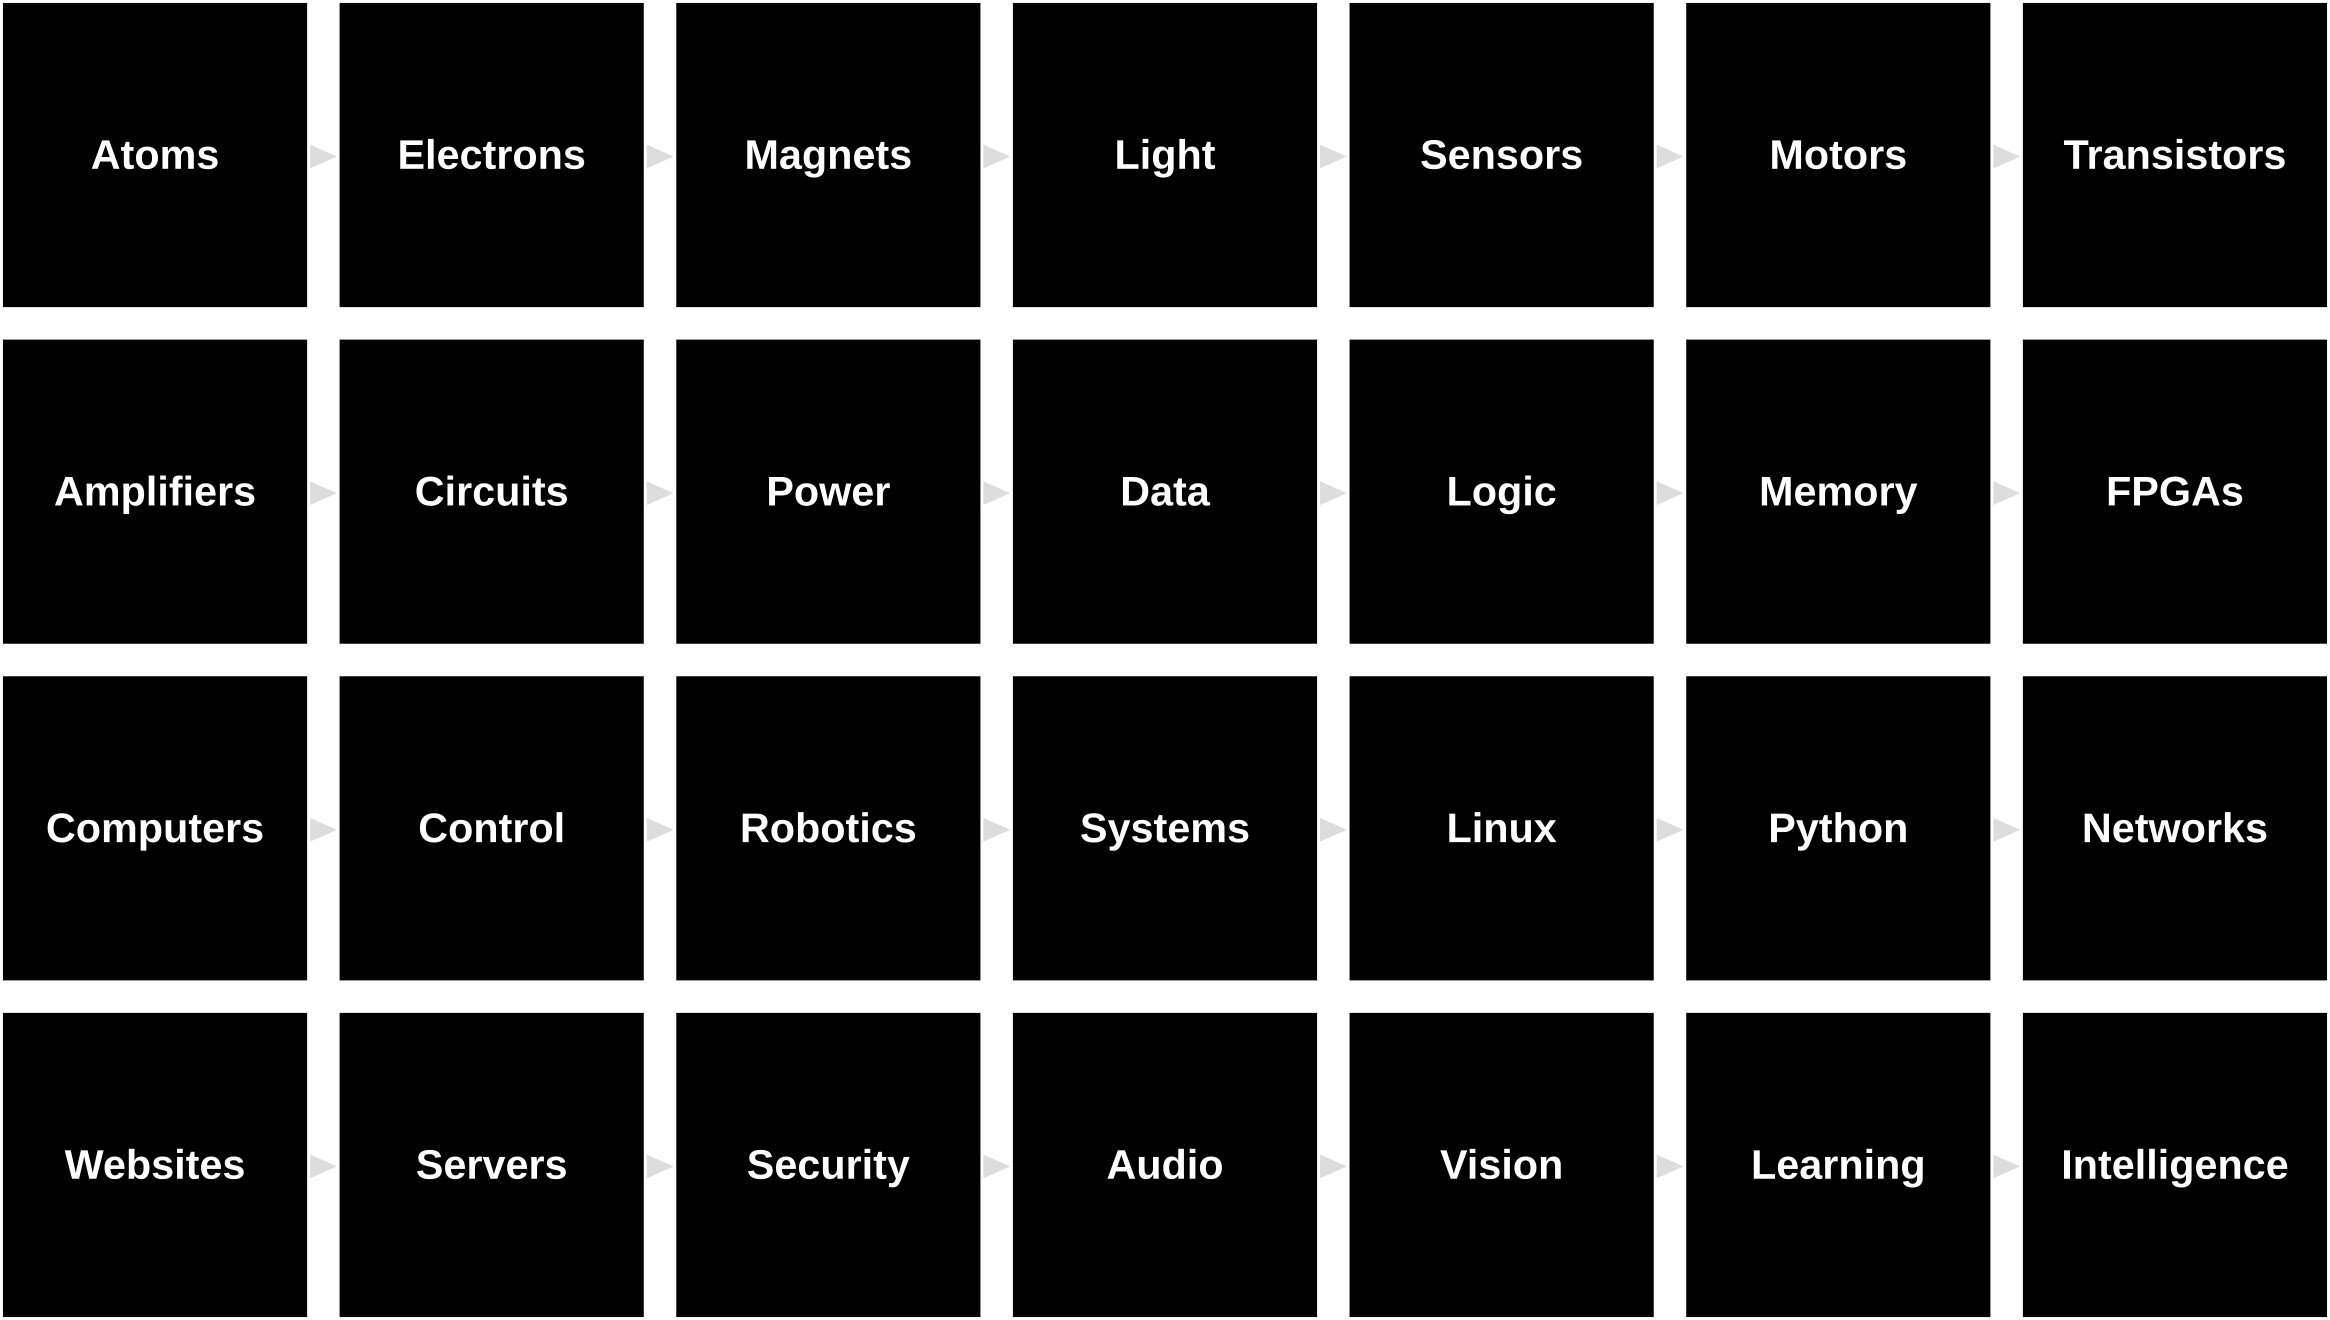 Atoms
Electrons
Magnets
Light
Sensors
Motors
Transistors
Amplifiers
Circuits
Power
Data
Logic
Memory
FPGAs
Computers
Control
Robotics
Systems
Linux
Python
Networks
Websites
Servers
Security
Audio
Vision
Learning
Intelligence